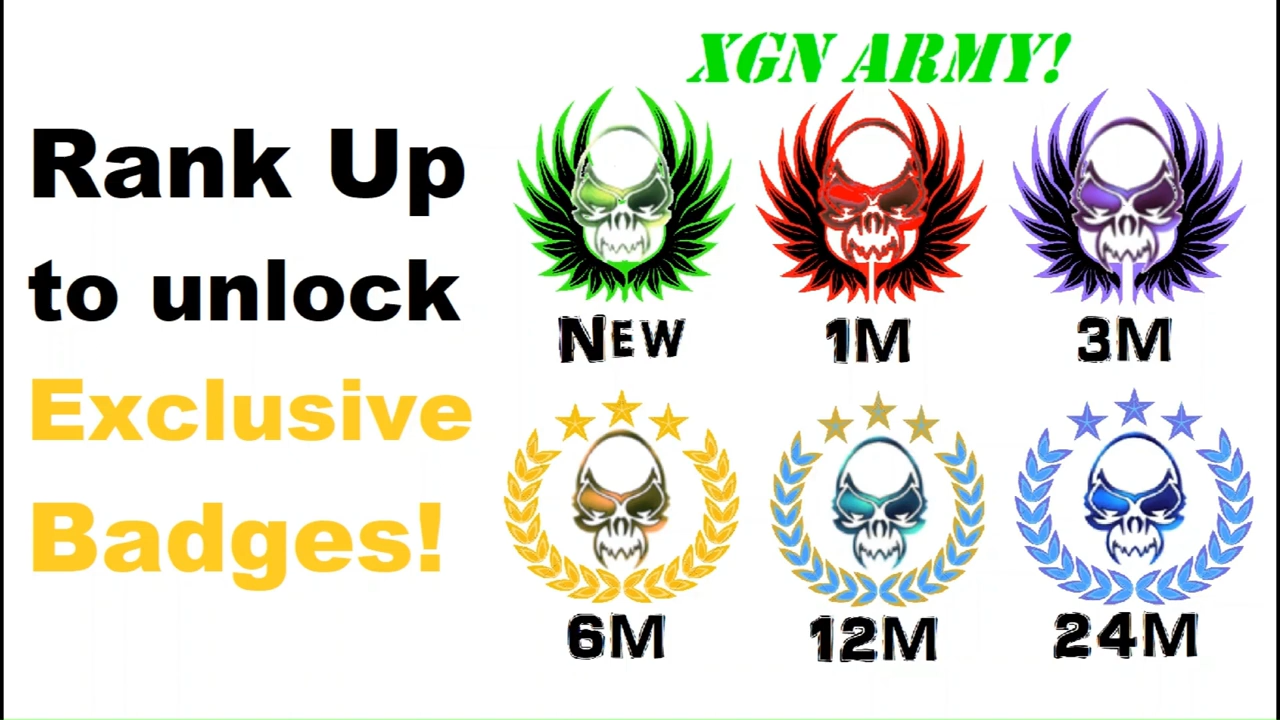 XGN ARMY!
Rank Up
to unlock
Exclusive
Badges!
New 1M 3M
6M 12M 24M